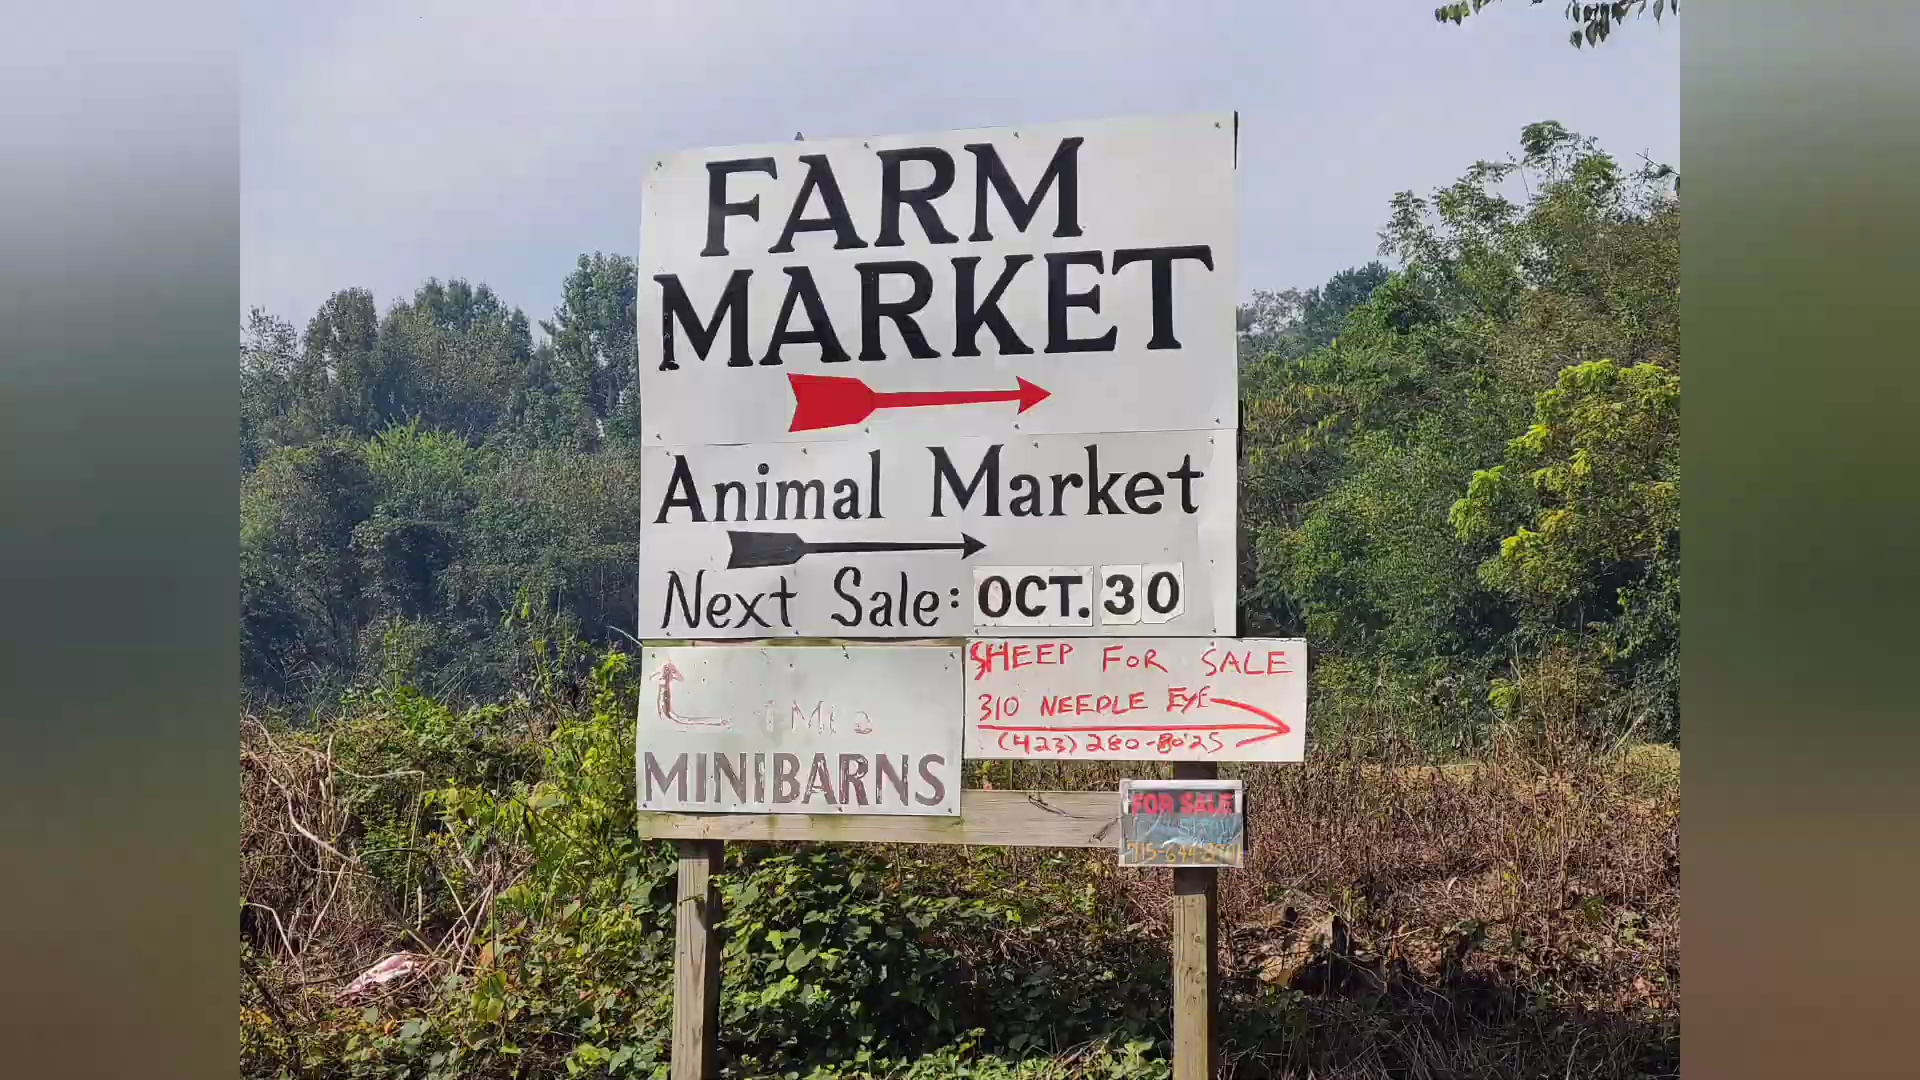 FARM
MARKET
Animal Market
Next Sale: OCT. 30
MINIBARNS
SHEEP FOR SALE
310 NEEDLE EYE
(423) 280-8025
FOR SALE